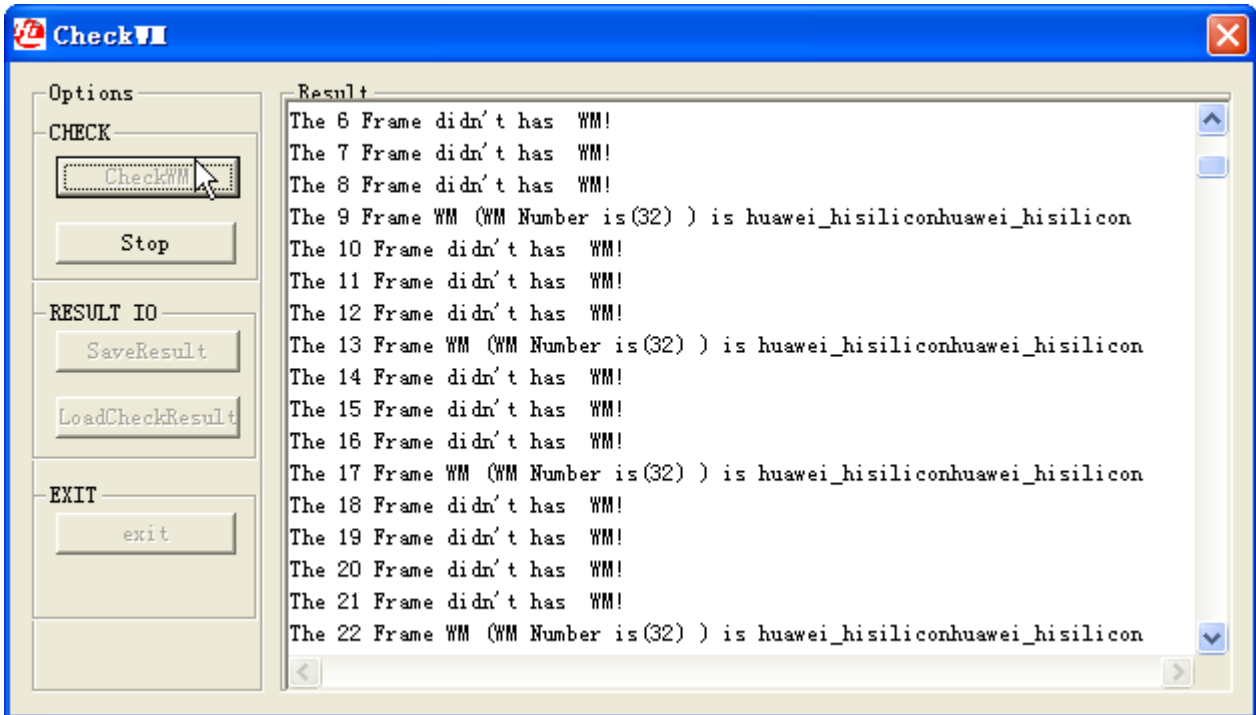 CheckWM
Options
CHECK
CheckWM
Stop
RESULT IO
SaveResult
LoadCheckResult
EXIT
exit
Result
The 6 Frame didn't has  WM!
The 7 Frame didn't has  WM!
The 8 Frame didn't has  WM!
The 9 Frame WM (WM Number is(32) ) is huawei_hisiliconhuawei_hisilicon
The 10 Frame didn't has  WM!
The 11 Frame didn't has  WM!
The 12 Frame didn't has  WM!
The 13 Frame WM (WM Number is(32) ) is huawei_hisiliconhuawei_hisilicon
The 14 Frame didn't has  WM!
The 15 Frame didn't has  WM!
The 16 Frame didn't has  WM!
The 17 Frame WM (WM Number is(32) ) is huawei_hisiliconhuawei_hisilicon
The 18 Frame didn't has  WM!
The 19 Frame didn't has  WM!
The 20 Frame didn't has  WM!
The 21 Frame didn't has  WM!
The 22 Frame WM (WM Number is(32) ) is huawei_hisiliconhuawei_hisilicon